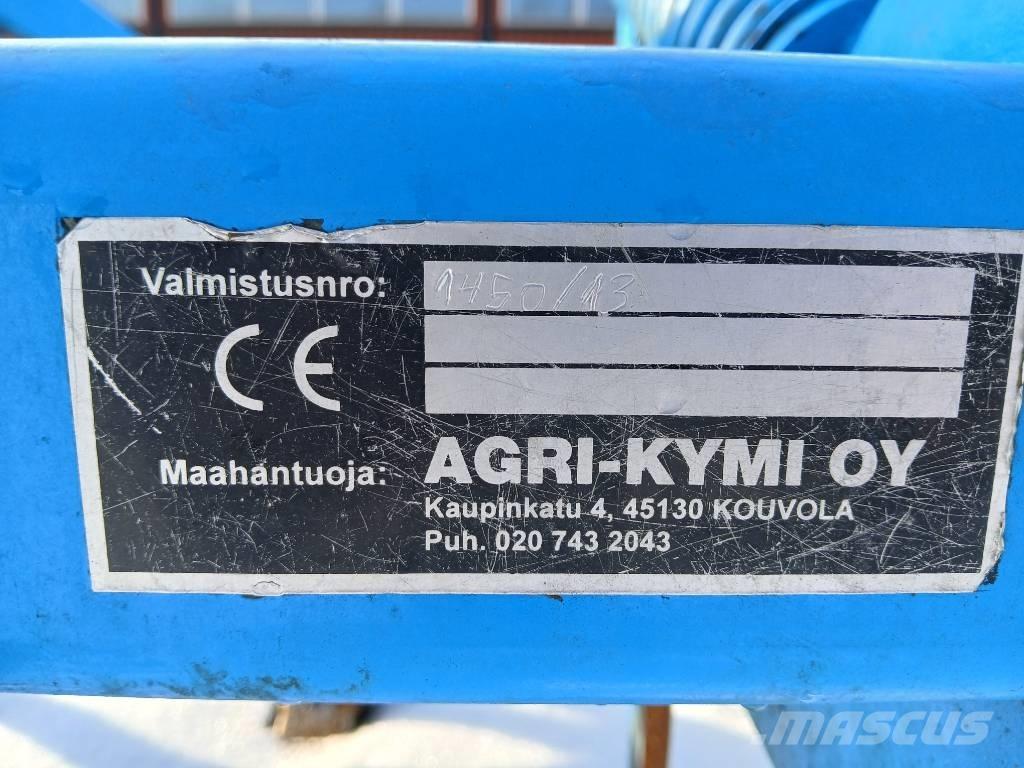 Valmistusnro: 1450/13
CE
Maahantuoja: AGRI-KYMI OY
Kaupinkatu 4, 45130 KOUVOLA
Puh. 020 743 2043
MASCUS